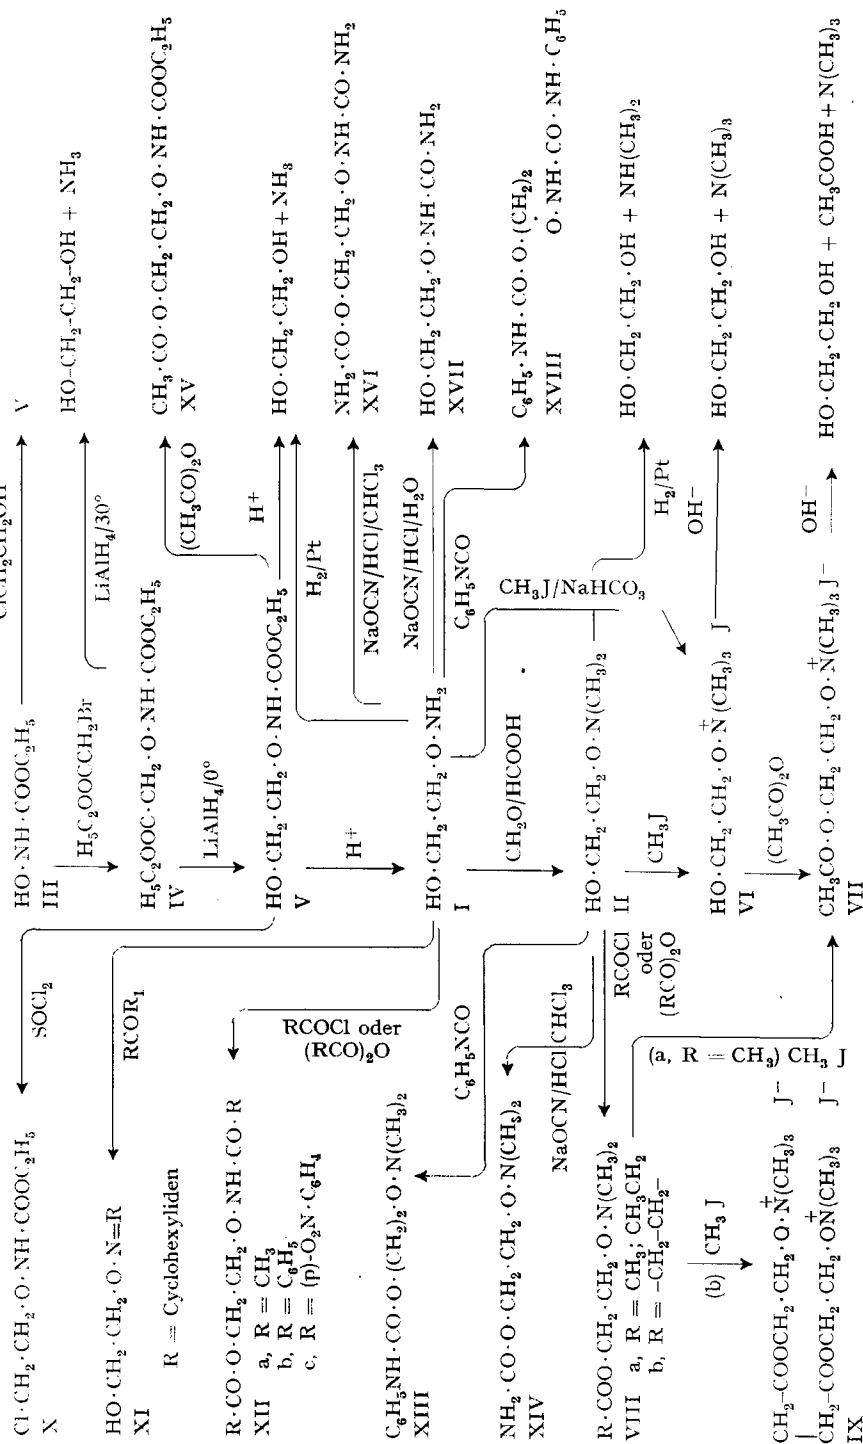 Cl·CH₂·CH₂·O·NH·COOC₂H₅
X
SOCl₂
HO·NH·COOC₂H₅
III
V
H₅C₂OOCCH₂Br
LiAlH₄/30°
HO-CH₂-CH₂-OH + NH₃
H₅C₂OOC·CH₂·O·NH·COOC₂H₅
IV
LiAlH₄/0°
(CH₃CO)₂O
CH₃·CO·O·CH₂·CH₂·O·NH·COOC₂H₅
XV
HO·CH₂·CH₂·O·N=R
XI
R = Cyclohexyliden
RCOR₁
HO·CH₂·CH₂·O·NH·COOC₂H₅
V
H⁺
HO·CH₂·CH₂·OH + NH₃
H⁺
H₂/Pt
NaOCN/HCl/CHCl₃
NH₂·CO·O·CH₂·CH₂·O·NH·CO·NH₂
XVI
R·CO·O·CH₂·CH₂·O·NH·CO·R
XII a, R = CH₃
b, R = C₆H₅
c, R = (p)-O₂N·C₆H₄
RCOCl oder
(RCO)₂O
HO·CH₂·CH₂·O·NH₂
I
NaOCN/HCl/H₂O
HO·CH₂·CH₂·O·NH·CO·NH₂
XVII
C₆H₅NCO
C₆H₅·NH·CO·O·(CH₂)₂
XVIII O·NH·CO·NH·C₆H₅
CH₂O/HCOOH
CH₃J/NaHCO₃
C₆H₅NH·CO·O·(CH₂)₂·O·N(CH₃)₂
XIII
C₆H₅NCO
HO·CH₂·CH₂·O·N(CH₃)₂
II
H₂/Pt
HO·CH₂·CH₂·OH + NH(CH₃)₂
NH₂·CO·O·CH₂·CH₂·O·N(CH₃)₂
XIV
NaOCN/HCl CHCl₃
CH₃J
RCOCl
oder
(RCO)₂O
HO·CH₂·CH₂·O·N⁺(CH₃)₃ J
VI
OH⁻
HO·CH₂·CH₂·OH + N(CH₃)₃
R·COO·CH₂·CH₂·O·N(CH₃)₂
VIII a, R = CH₃; CH₃CH₂
b, R = -CH₂-CH₂-
(a, R = CH₃) CH₃ J
(CH₃CO)₂O
CH₃CO·O·CH₂·CH₂·O·N⁺(CH₃)₃ J⁻
VII
OH⁻
HO·CH₂·CH₂ OH + CH₃COOH + N(CH₃)₃
(b) CH₃ J
CH₂-COOCH₂·CH₂·O·N⁺(CH₃)₃ J⁻
CH₂-COOCH₂·CH₂·ON⁺(CH₃)₃ J⁻
IX